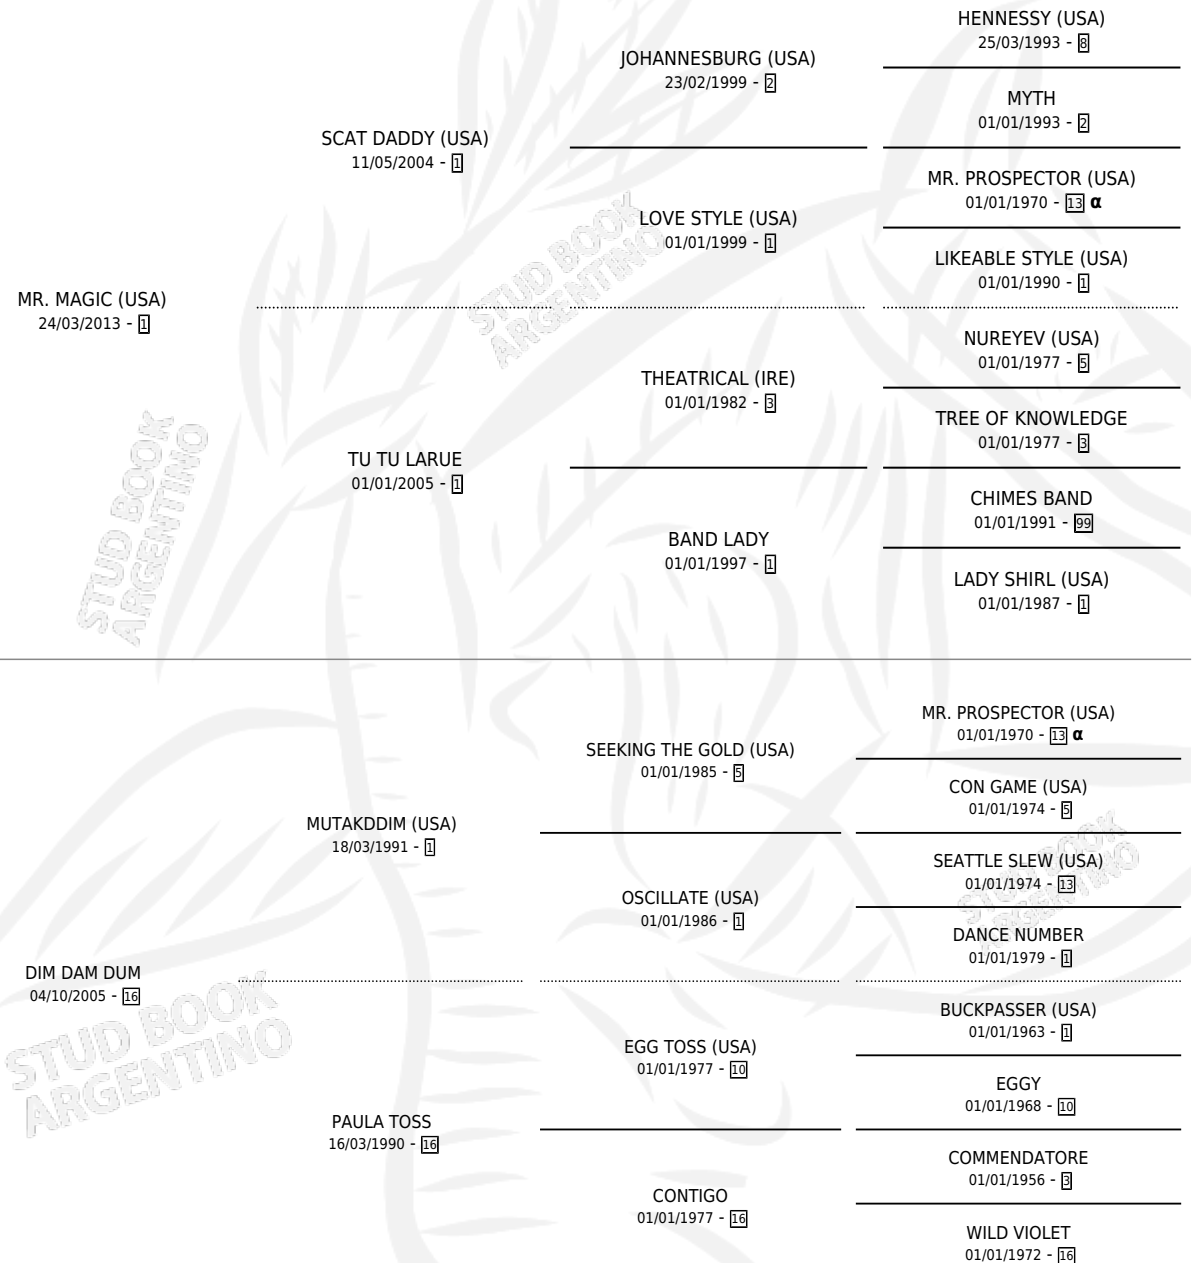 HENNESSY (USA)
25/03/1993 - 8
JOHANNESBURG (USA)
23/02/1999 - 2
MYTH
01/01/1993 - 2
SCAT DADDY (USA)
11/05/2004 - 1
MR. PROSPECTOR (USA)
01/01/1970 - 13 α
LOVE STYLE (USA)
01/01/1999 - 1
LIKEABLE STYLE (USA)
01/01/1990 - 1
MR. MAGIC (USA)
24/03/2013 - 1
NUREYEV (USA)
01/01/1977 - 5
THEATRICAL (IRE)
01/01/1982 - 3
TREE OF KNOWLEDGE
01/01/1977 - 3
TU TU LARUE
01/01/2005 - 1
CHIMES BAND
01/01/1991 - 99
BAND LADY
01/01/1997 - 1
LADY SHIRL (USA)
01/01/1987 - 1
STUD BOOK
ARGENTINO
STUD BOOK
ARGENTINO
MR. PROSPECTOR (USA)
01/01/1970 - 13 α
SEEKING THE GOLD (USA)
01/01/1985 - 5
CON GAME (USA)
01/01/1974 - 5
MUTAKDDIM (USA)
18/03/1991 - 1
SEATTLE SLEW (USA)
01/01/1974 - 13
OSCILLATE (USA)
01/01/1986 - 1
DANCE NUMBER
01/01/1979 - 1
DIM DAM DUM
04/10/2005 - 16
BUCKPASSER (USA)
01/01/1963 - 1
EGG TOSS (USA)
01/01/1977 - 10
EGGY
01/01/1968 - 10
PAULA TOSS
16/03/1990 - 16
COMMENDATORE
01/01/1956 - 3
CONTIGO
01/01/1977 - 16
WILD VIOLET
01/01/1972 - 16
STUD BOOK
ARGENTINO
STUD BOOK
ARGENTINO